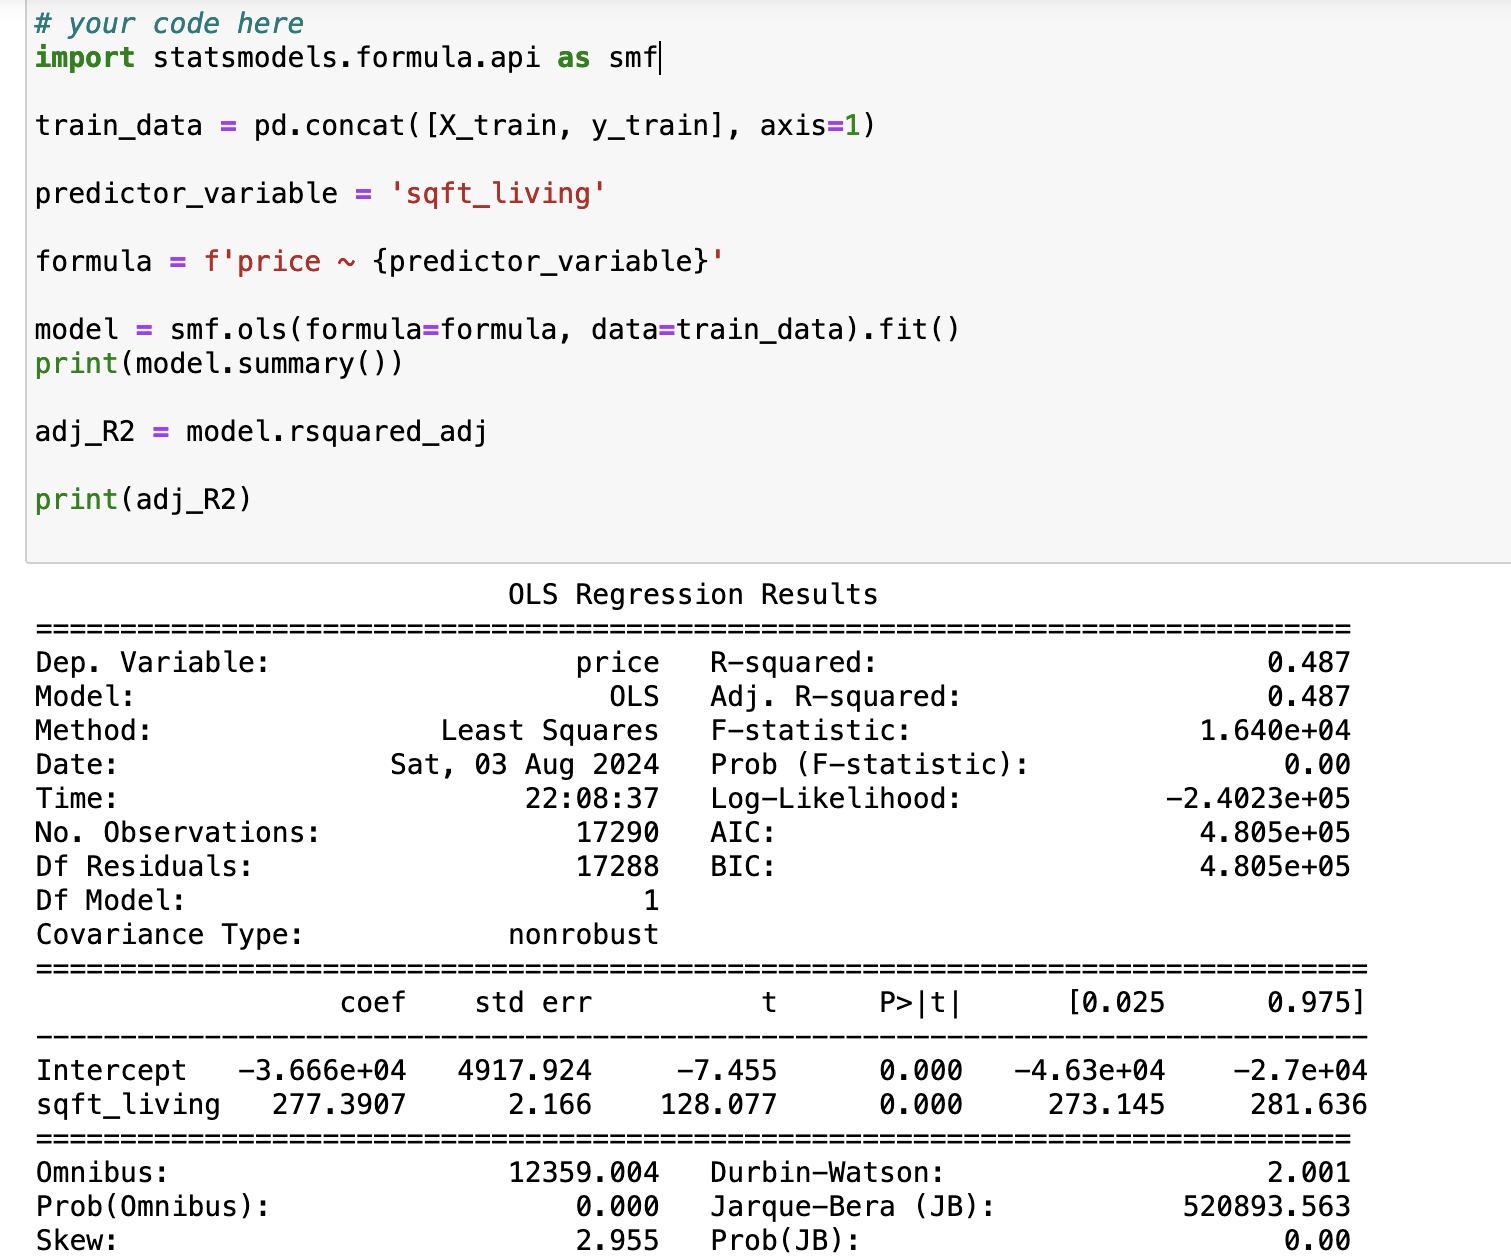 # your code here
import statsmodels.formula.api as smf
train_data = pd.concat([X_train, y_train], axis=1)
predictor_variable = 'sqft_living'
formula = f'price ~ {predictor_variable}'
model = smf.ols(formula=formula, data=train_data).fit()
print(model.summary())
adj_R2 = model.rsquared_adj
print(adj_R2)
OLS Regression Results
==============================================================================
Dep. Variable: price R-squared: 0.487
Model: OLS Adj. R-squared: 0.487
Method: Least Squares F-statistic: 1.640e+04
Date: Sat, 03 Aug 2024 Prob (F-statistic): 0.00
Time: 22:08:37 Log-Likelihood: -2.4023e+05
No. Observations: 17290 AIC: 4.805e+05
Df Residuals: 17288 BIC: 4.805e+05
Df Model: 1
Covariance Type: nonrobust
===============================================================================
coef std err t P>|t| [0.025 0.975]
-------------------------------------------------------------------------------
Intercept -3.666e+04 4917.924 -7.455 0.000 -4.63e+04 -2.7e+04
sqft_living 277.3907 2.166 128.077 0.000 273.145 281.636
==============================================================================
Omnibus: 12359.004 Durbin-Watson: 2.001
Prob(Omnibus): 0.000 Jarque-Bera (JB): 520893.563
Skew: 2.955 Prob(JB): 0.00